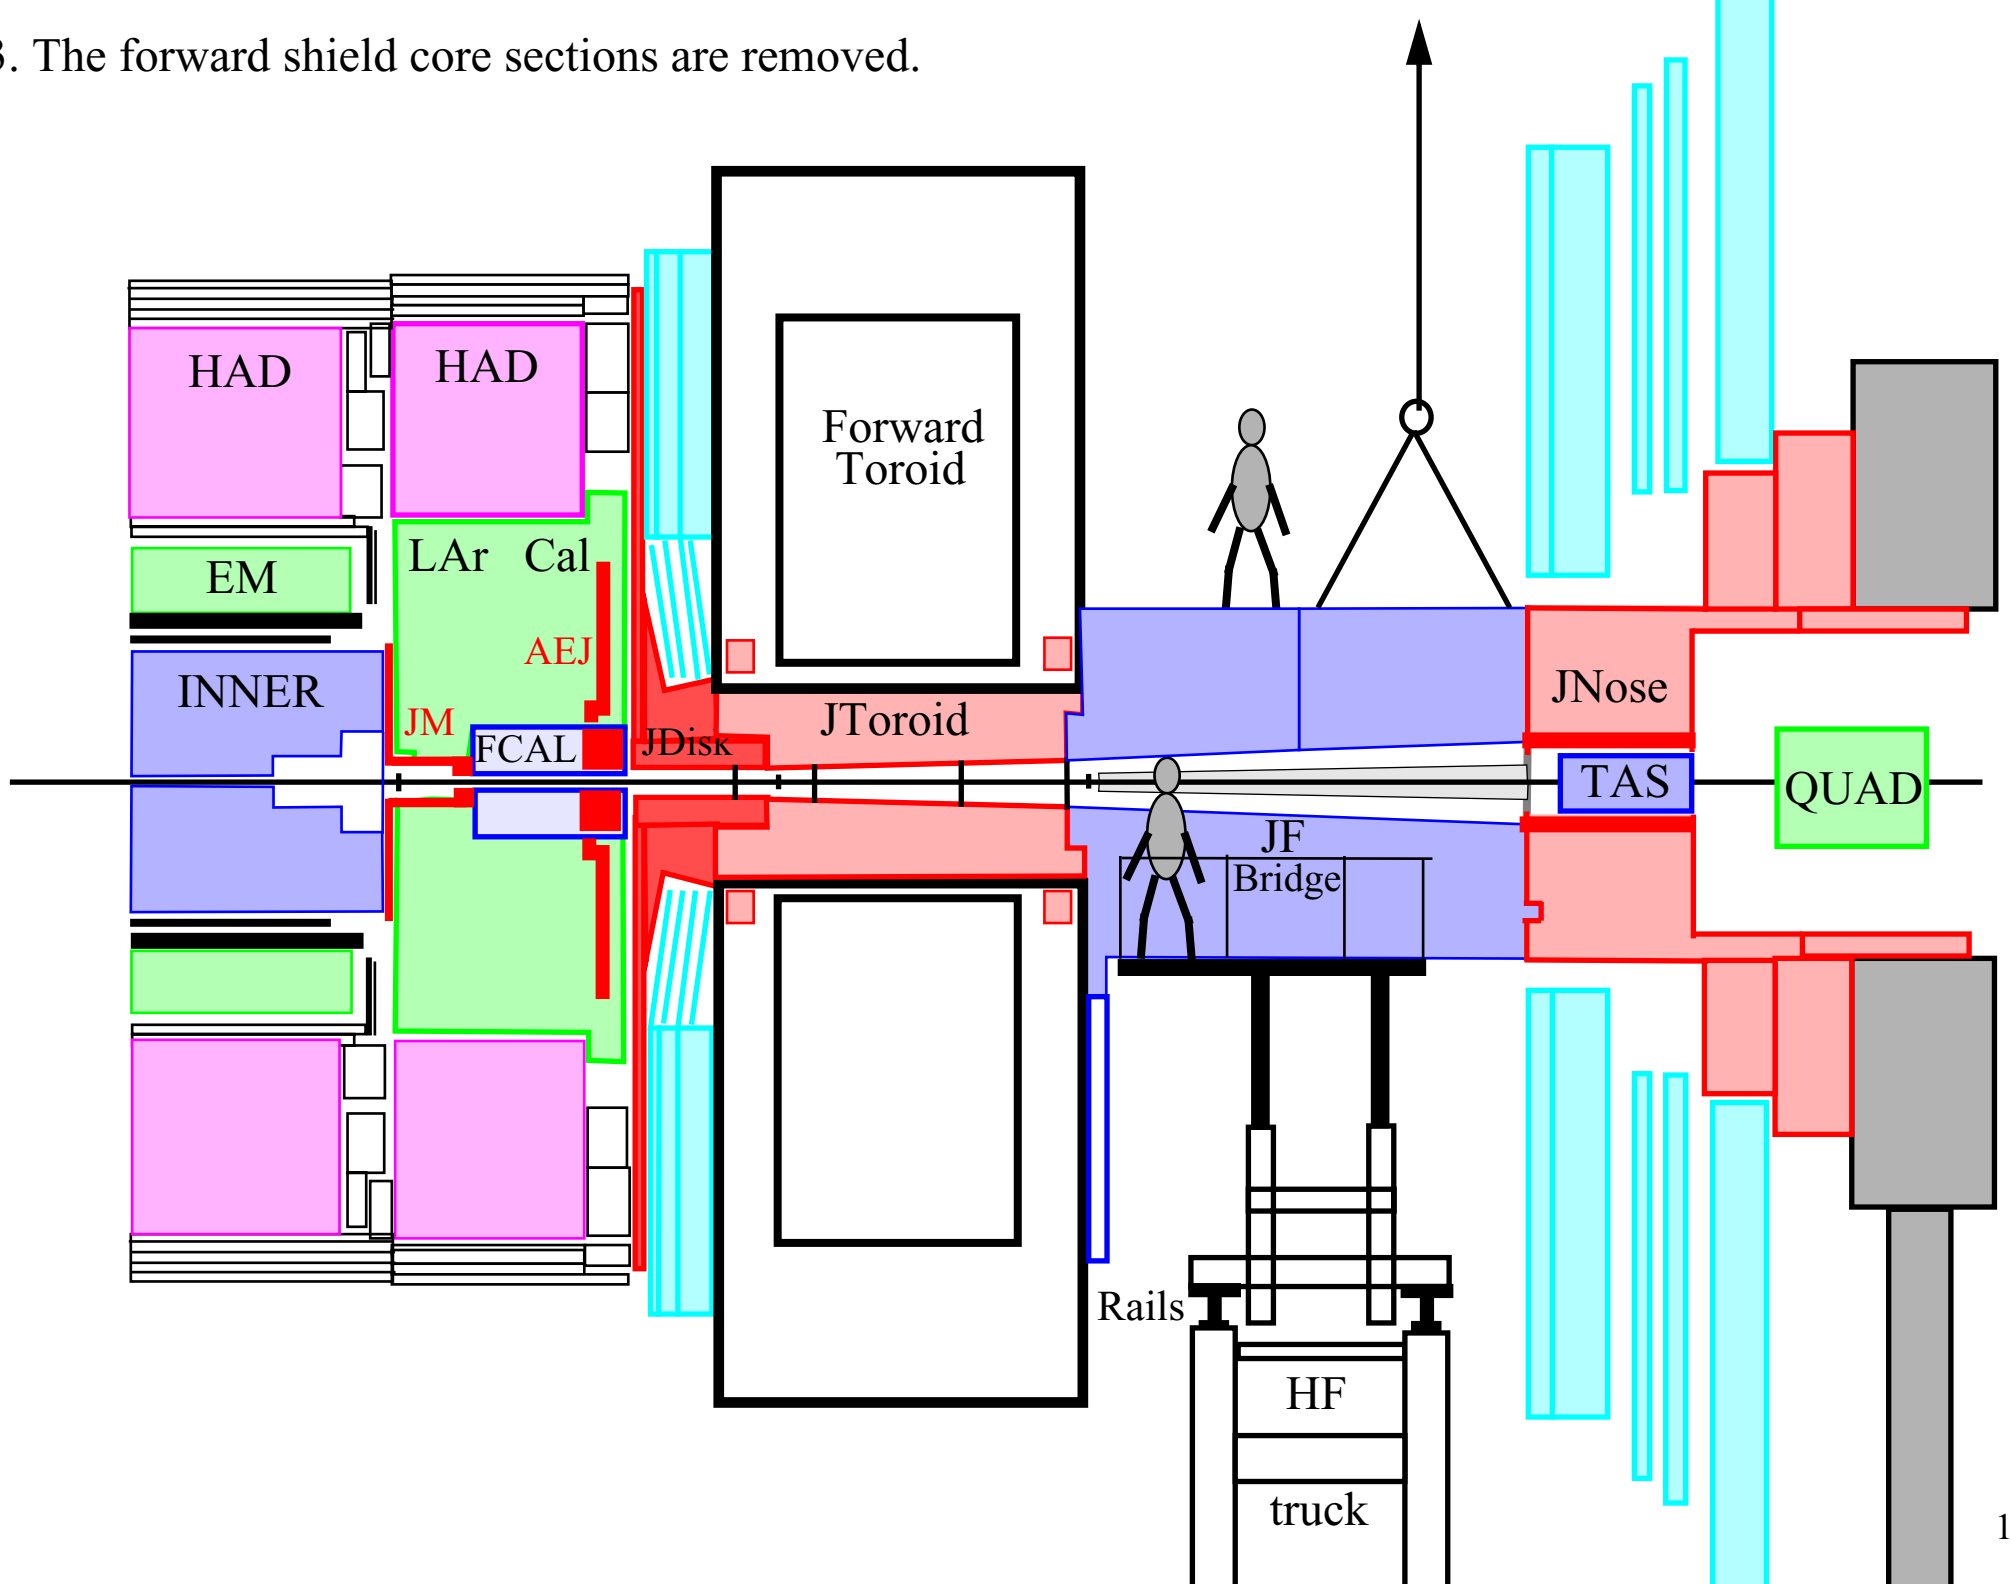 3. The forward shield core sections are removed.
HAD
HAD
Forward
Toroid
LAr Cal
EM
AEJ
INNER
JM
FCAL
JDisk
JToroid
JNose
TAS
QUAD
JF
Bridge
Rails
HF
truck
1